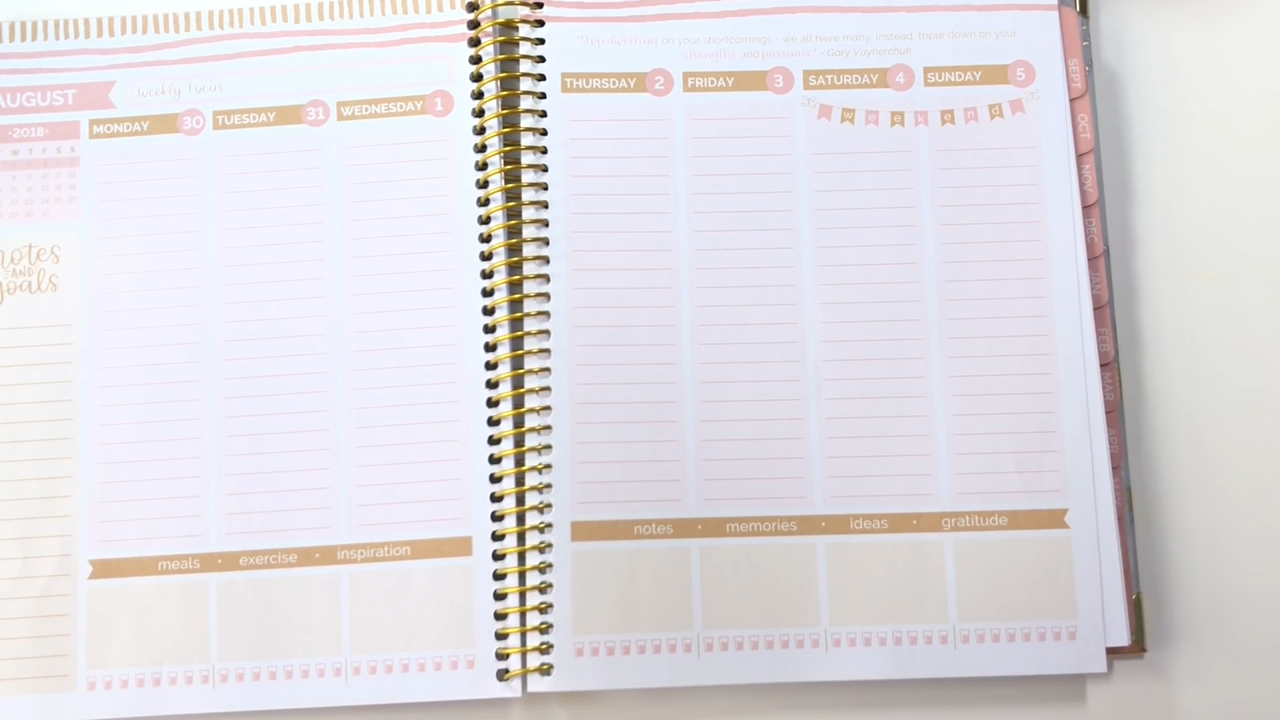 AUGUST
weekly focus
-2018-
W T F S S
MONDAY 30
TUESDAY 31
WEDNESDAY 1
notes
AND
goals
meals • exercise • inspiration
"Stop dwelling on your shortcomings - we all have many. Instead, triple down on your
strengths and passions." - Gary Vaynerchuk
THURSDAY 2
FRIDAY 3
SATURDAY 4
SUNDAY 5
weekend
notes • memories • ideas • gratitude
SEPT
OCT
NOV
DEC
JAN
FEB
MAR
APR